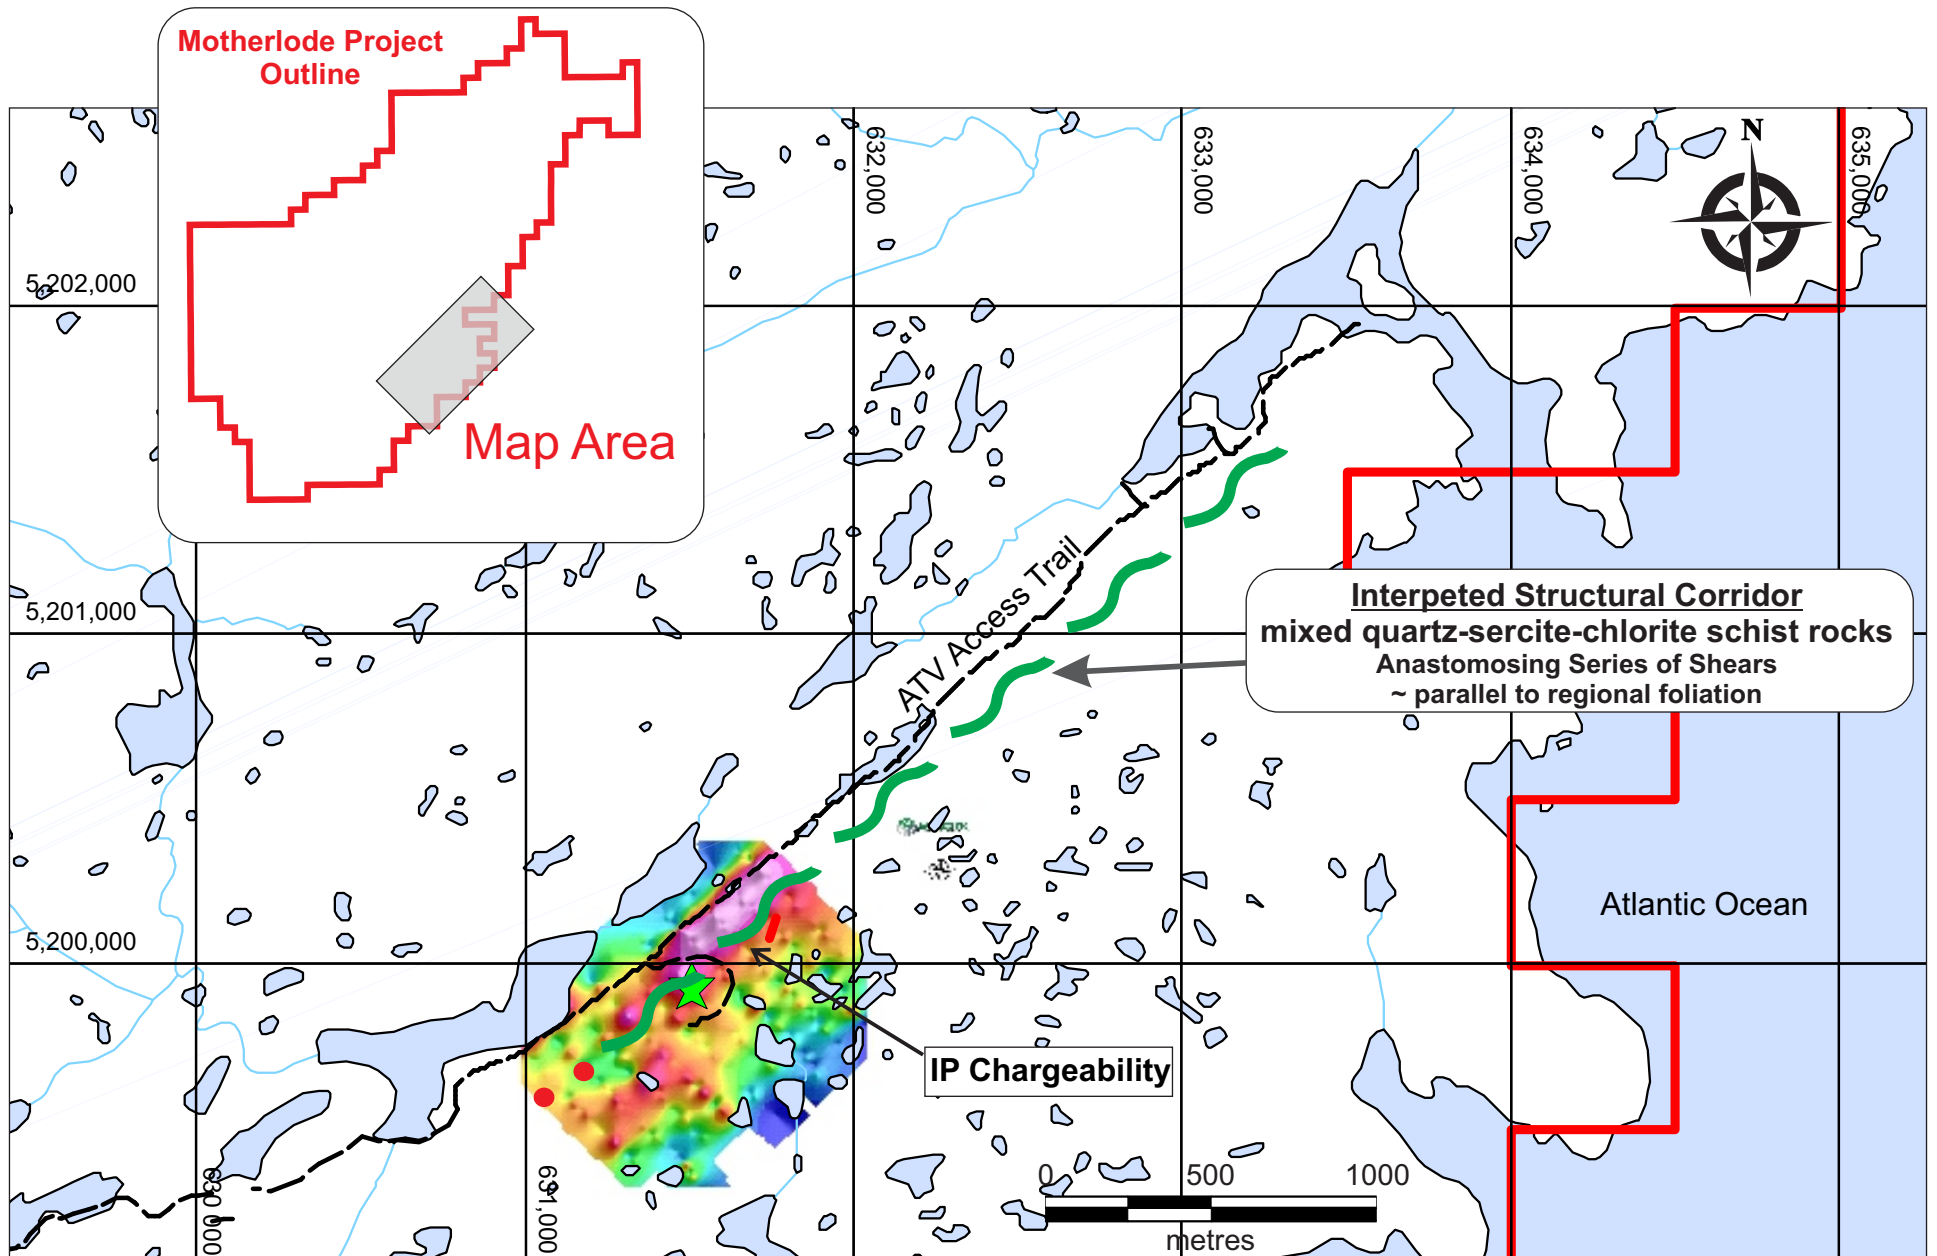 Motherlode Project
Outline
Map Area
N
632,000
633,000
634,000
635,000
5,202,000
5,201,000
5,200,000
ATV Access Trail
Interpeted Structural Corridor
mixed quartz-sercite-chlorite schist rocks
Anastomosing Series of Shears
~ parallel to regional foliation
Atlantic Ocean
IP Chargeability
630 000
631,000
0 500 1000
metres